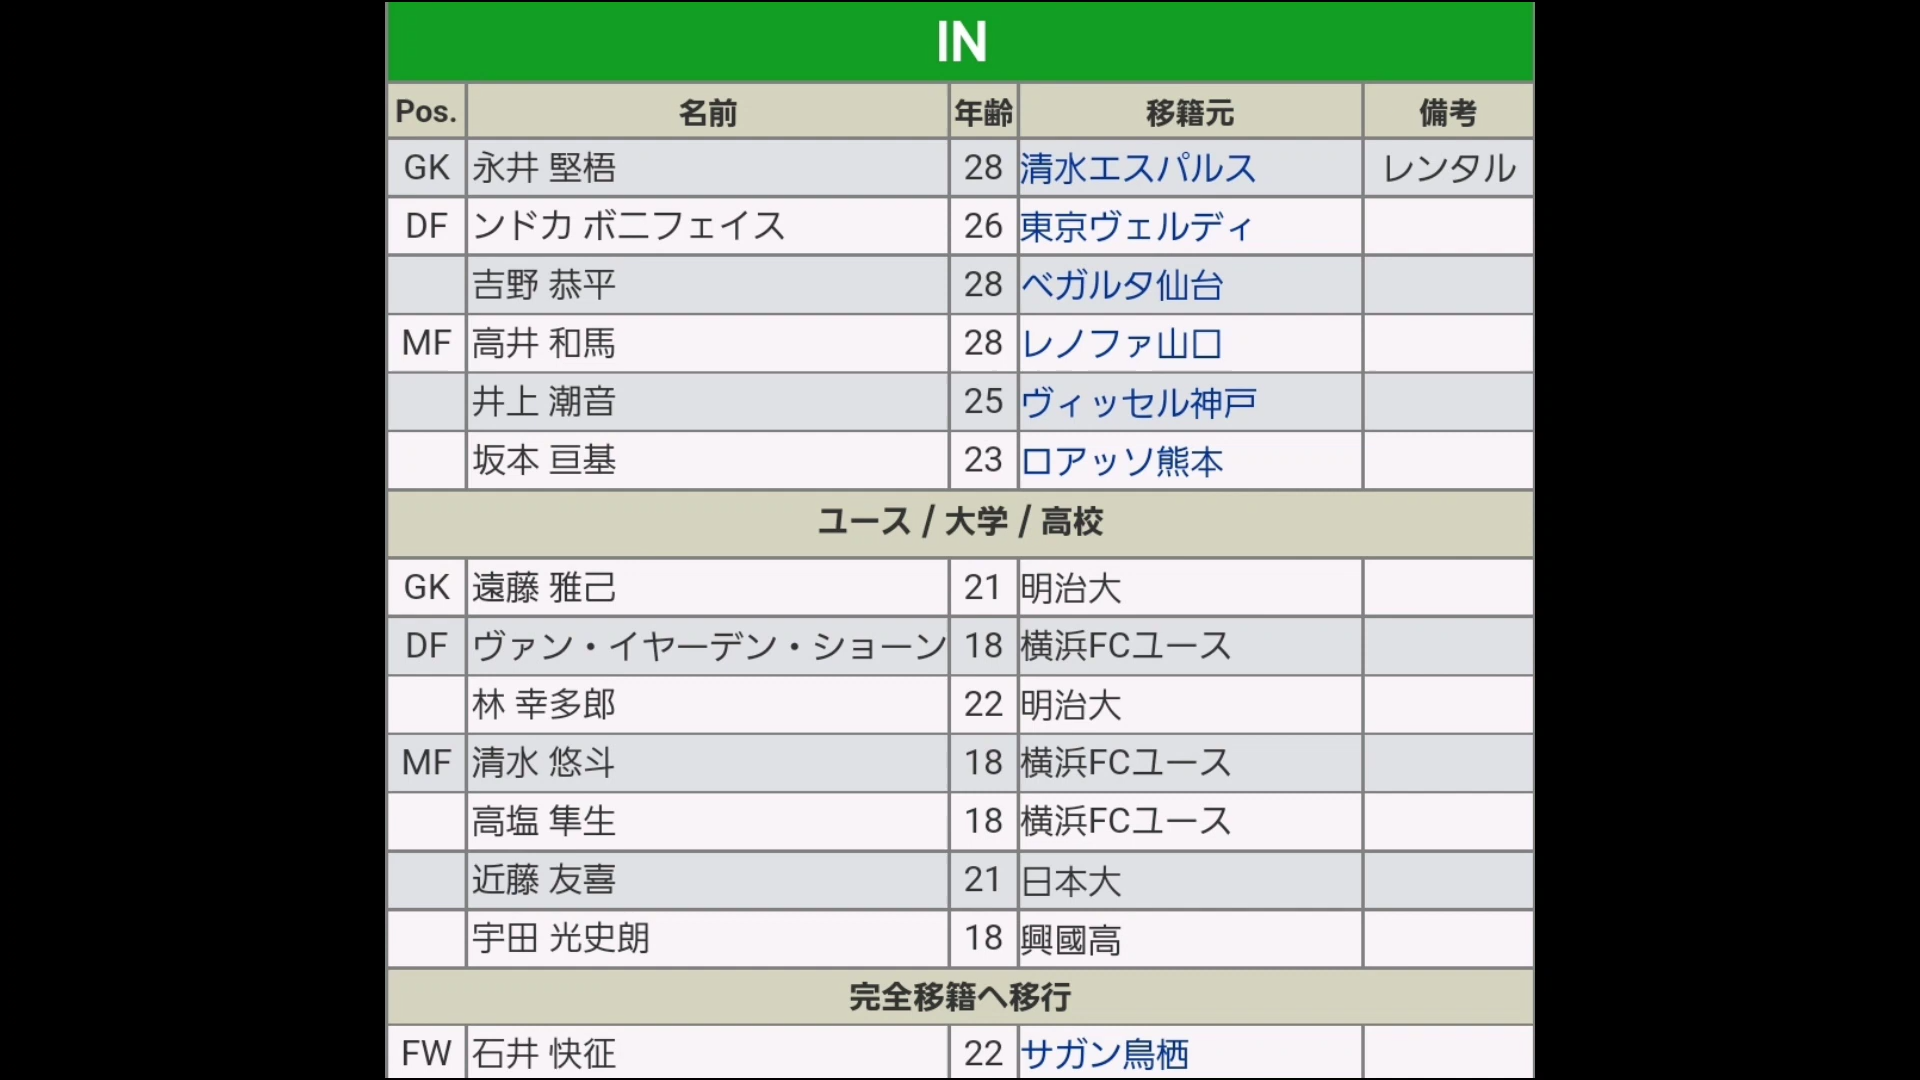 IN
Pos. 名前 年齢 移籍元 備考
GK 永井 堅梧 28 清水エスパルス レンタル
DF ンドカ ボニフェイス 26 東京ヴェルディ
吉野 恭平 28 ベガルタ仙台
MF 高井 和馬 28 レノファ山口
井上 潮音 25 ヴィッセル神戸
坂本 亘基 23 ロアッソ熊本
ユース / 大学 / 高校
GK 遠藤 雅己 21 明治大
DF ヴァン・イヤーデン・ショーン 18 横浜FCユース
林 幸多郎 22 明治大
MF 清水 悠斗 18 横浜FCユース
高塩 隼生 18 横浜FCユース
近藤 友喜 21 日本大
宇田 光史朗 18 興國高
完全移籍へ移行
FW 石井 快征 22 サガン鳥栖